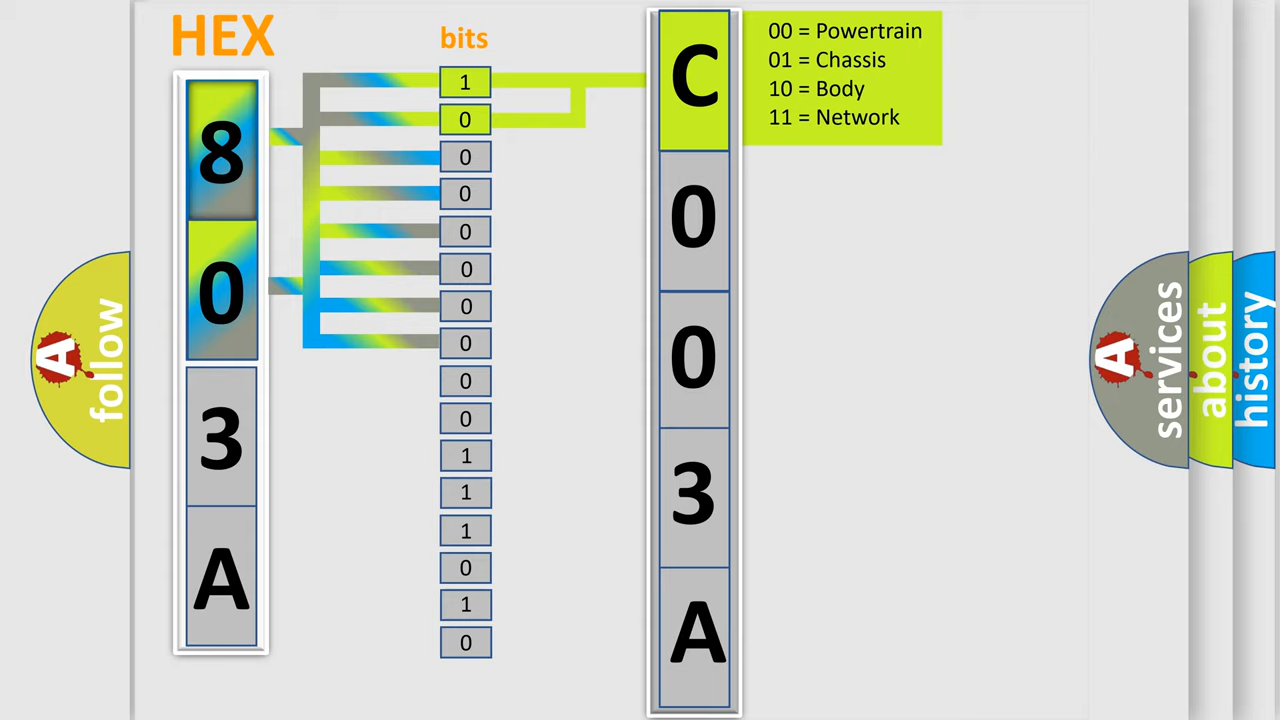 HEX
8
0
3
A
bits
1
0
0
0
0
0
0
0
0
0
1
1
1
0
1
0
C
0
0
3
A
00 = Powertrain
01 = Chassis
10 = Body
11 = Network
A
follow
A
services
about
history